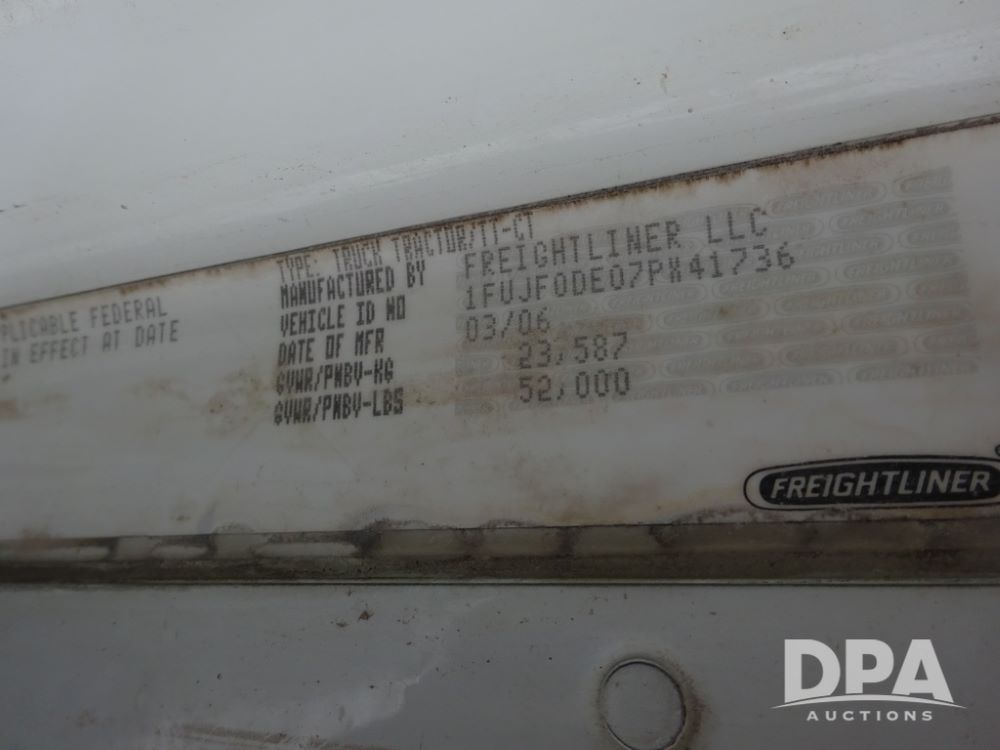 PLICABLE FEDERAL
IN EFFECT AT DATE
TYPE: TRUCK TRACTOR/TT-CT
MANUFACTURED BY FREIGHTLINER LLC
VEHICLE ID NO 1FUJF0DE07PX41736
DATE OF MFR 03/06
GVWR/PNBV-KG 23,587
GVWR/PNBV-LBS 52,000
FREIGHTLINER
DPA
AUCTIONS